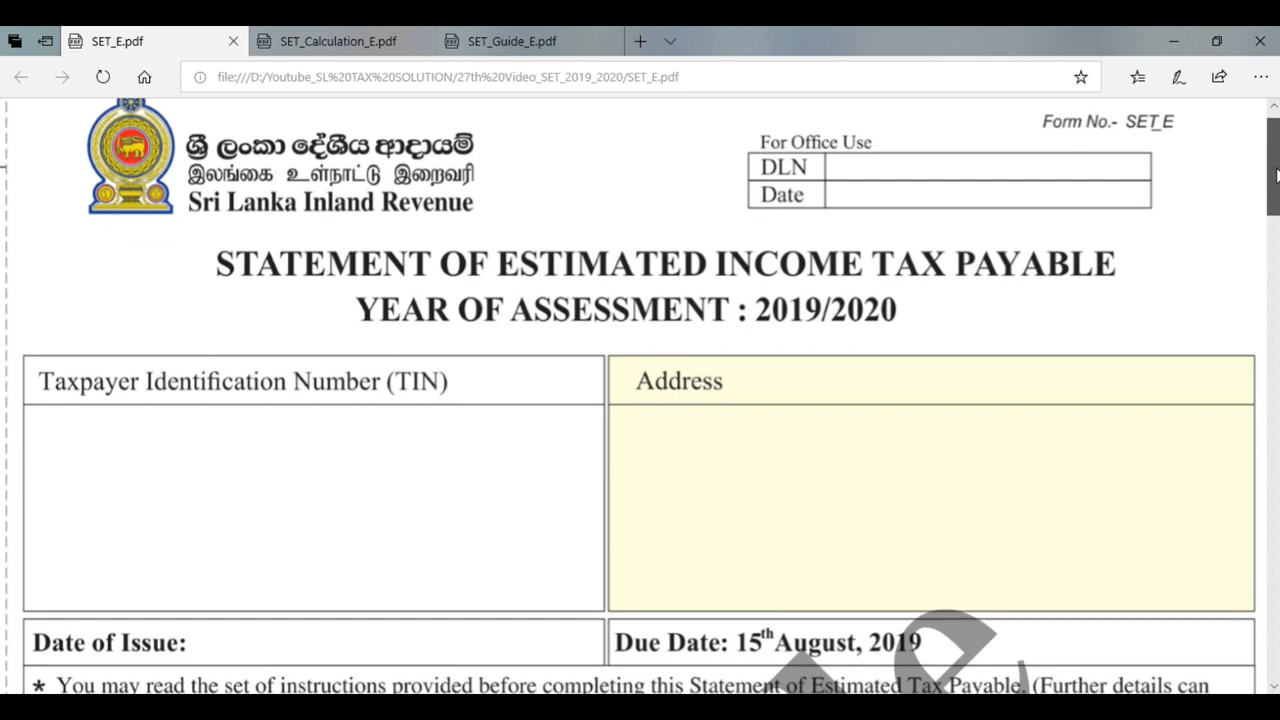 SET_E.pdf
SET_Calculation_E.pdf
SET_Guide_E.pdf
file:///D:/Youtube_SL%20TAX%20SOLUTION/27th%20Video_SET_2019_2020/SET_E.pdf
Form No.- SET_E
ශ්‍රී ලංකා දේශීය ආදායම්
இலங்கை உள்நாட்டு இறைவரி
Sri Lanka Inland Revenue
For Office Use
DLN
Date
STATEMENT OF ESTIMATED INCOME TAX PAYABLE
YEAR OF ASSESSMENT : 2019/2020
Taxpayer Identification Number (TIN)
Address
Date of Issue:
Due Date: 15th August, 2019
* You may read the set of instructions provided before completing this Statement of Estimated Tax Payable. (Further details can